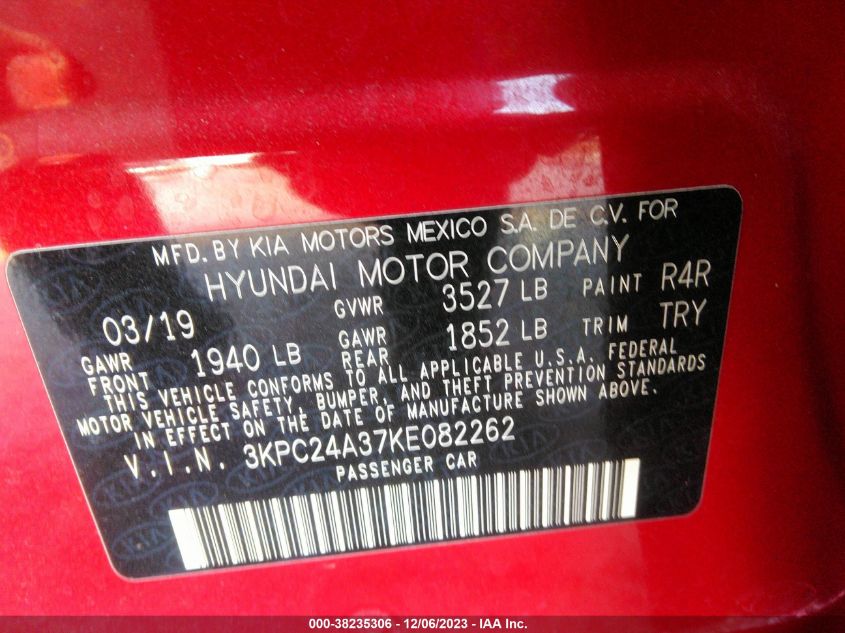 MFD. BY KIA MOTORS MEXICO S.A. DE C.V. FOR
HYUNDAI MOTOR COMPANY
03/19 GVWR 3527 LB PAINT R4R
GAWR FRONT 1940 LB GAWR REAR 1852 LB TRIM TRY
THIS VEHICLE CONFORMS TO ALL APPLICABLE U.S.A. FEDERAL
MOTOR VEHICLE SAFETY, BUMPER, AND THEFT PREVENTION STANDARDS
IN EFFECT ON THE DATE OF MANUFACTURE SHOWN ABOVE.
V.I.N. 3KPC24A37KE082262
PASSENGER CAR
000-38235306 - 12/06/2023 - IAA Inc.